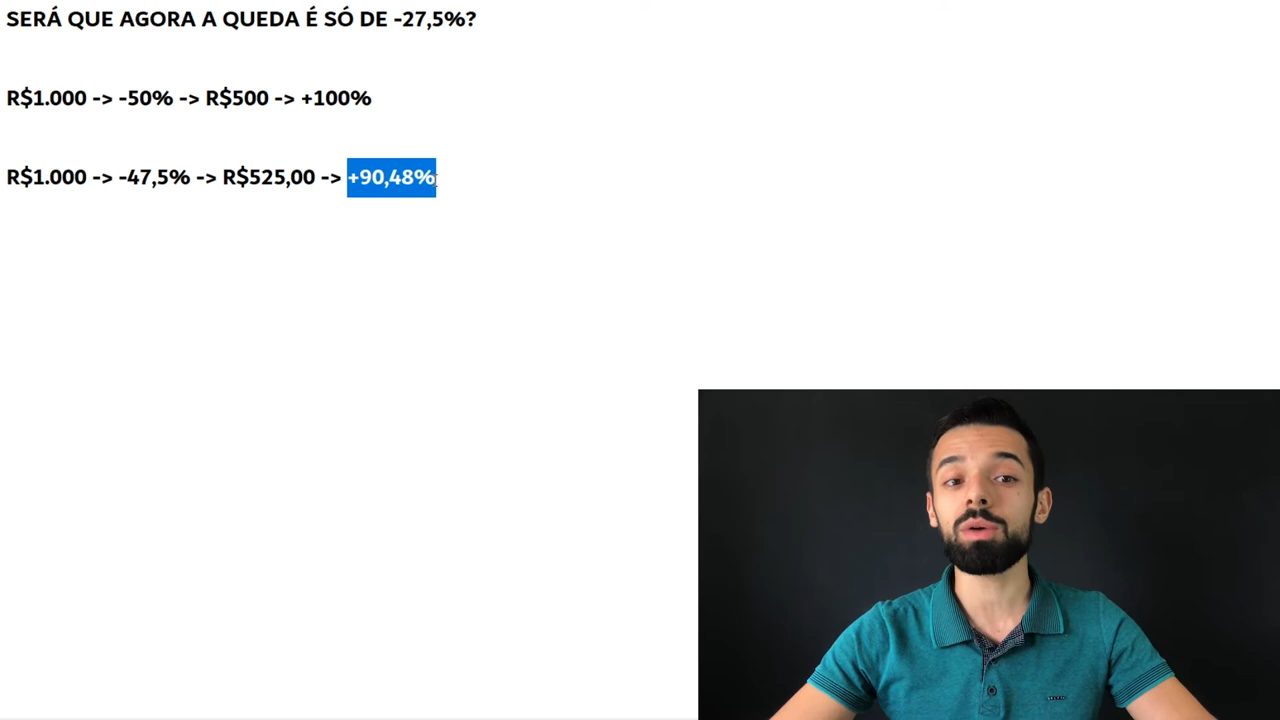 SERÁ QUE AGORA A QUEDA É SÓ DE -27,5%?
R$1.000 -> -50% -> R$500 -> +100%
R$1.000 -> -47,5% -> R$525,00 -> +90,48%